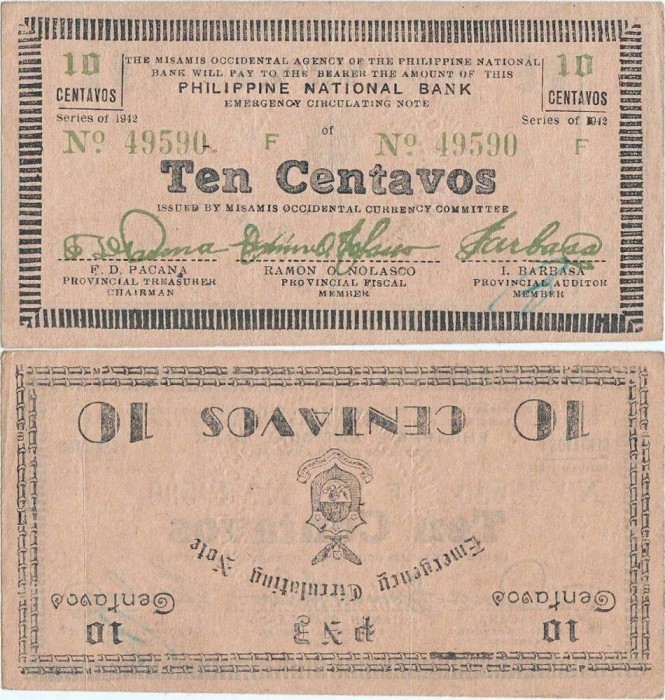 10
CENTAVOS
Series of 1942
THE MISAMIS OCCIDENTAL AGENCY OF THE PHILIPPINE NATIONAL
BANK WILL PAY TO THE BEARER THE AMOUNT OF THIS
PHILIPPINE NATIONAL BANK
EMERGENCY CIRCULATING NOTE
of
10
CENTAVOS
Series of 1942
No 49590 F
No 49590 F
Ten Centavos
ISSUED BY MISAMIS OCCIDENTAL CURRENCY COMMITTEE
F. D. PACANA
PROVINCIAL TREASURER
CHAIRMAN
RAMON O. NOLASCO
PROVINCIAL FISCAL
MEMBER
I. BARBASA
PROVINCIAL AUDITOR
MEMBER
10 PNB 10
Centavos Centavos
Emergency Circulating Note
10 CENTAVOS 10